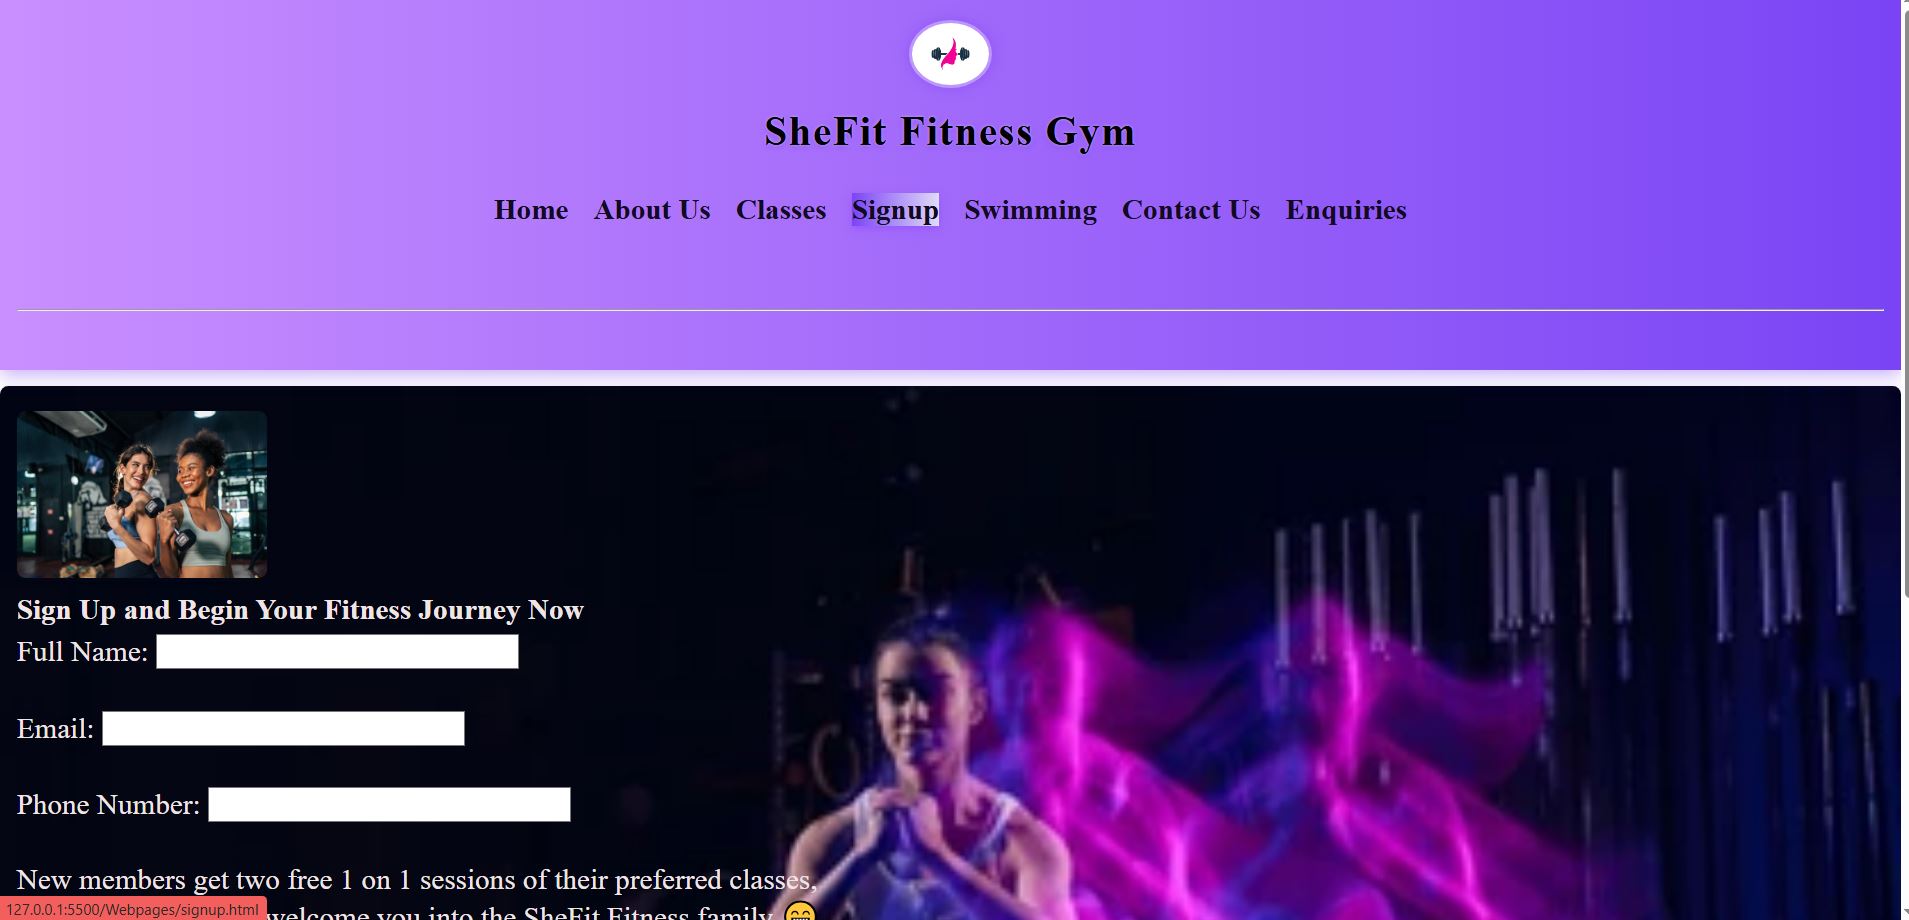 SheFit Fitness Gym
Home About Us Classes Signup Swimming Contact Us Enquiries
Sign Up and Begin Your Fitness Journey Now
Full Name:
Email:
Phone Number:
New members get two free 1 on 1 sessions of their preferred classes,
welcome you into the SheFit Fitness family 😁
127.0.0.1:5500/Webpages/signup.html